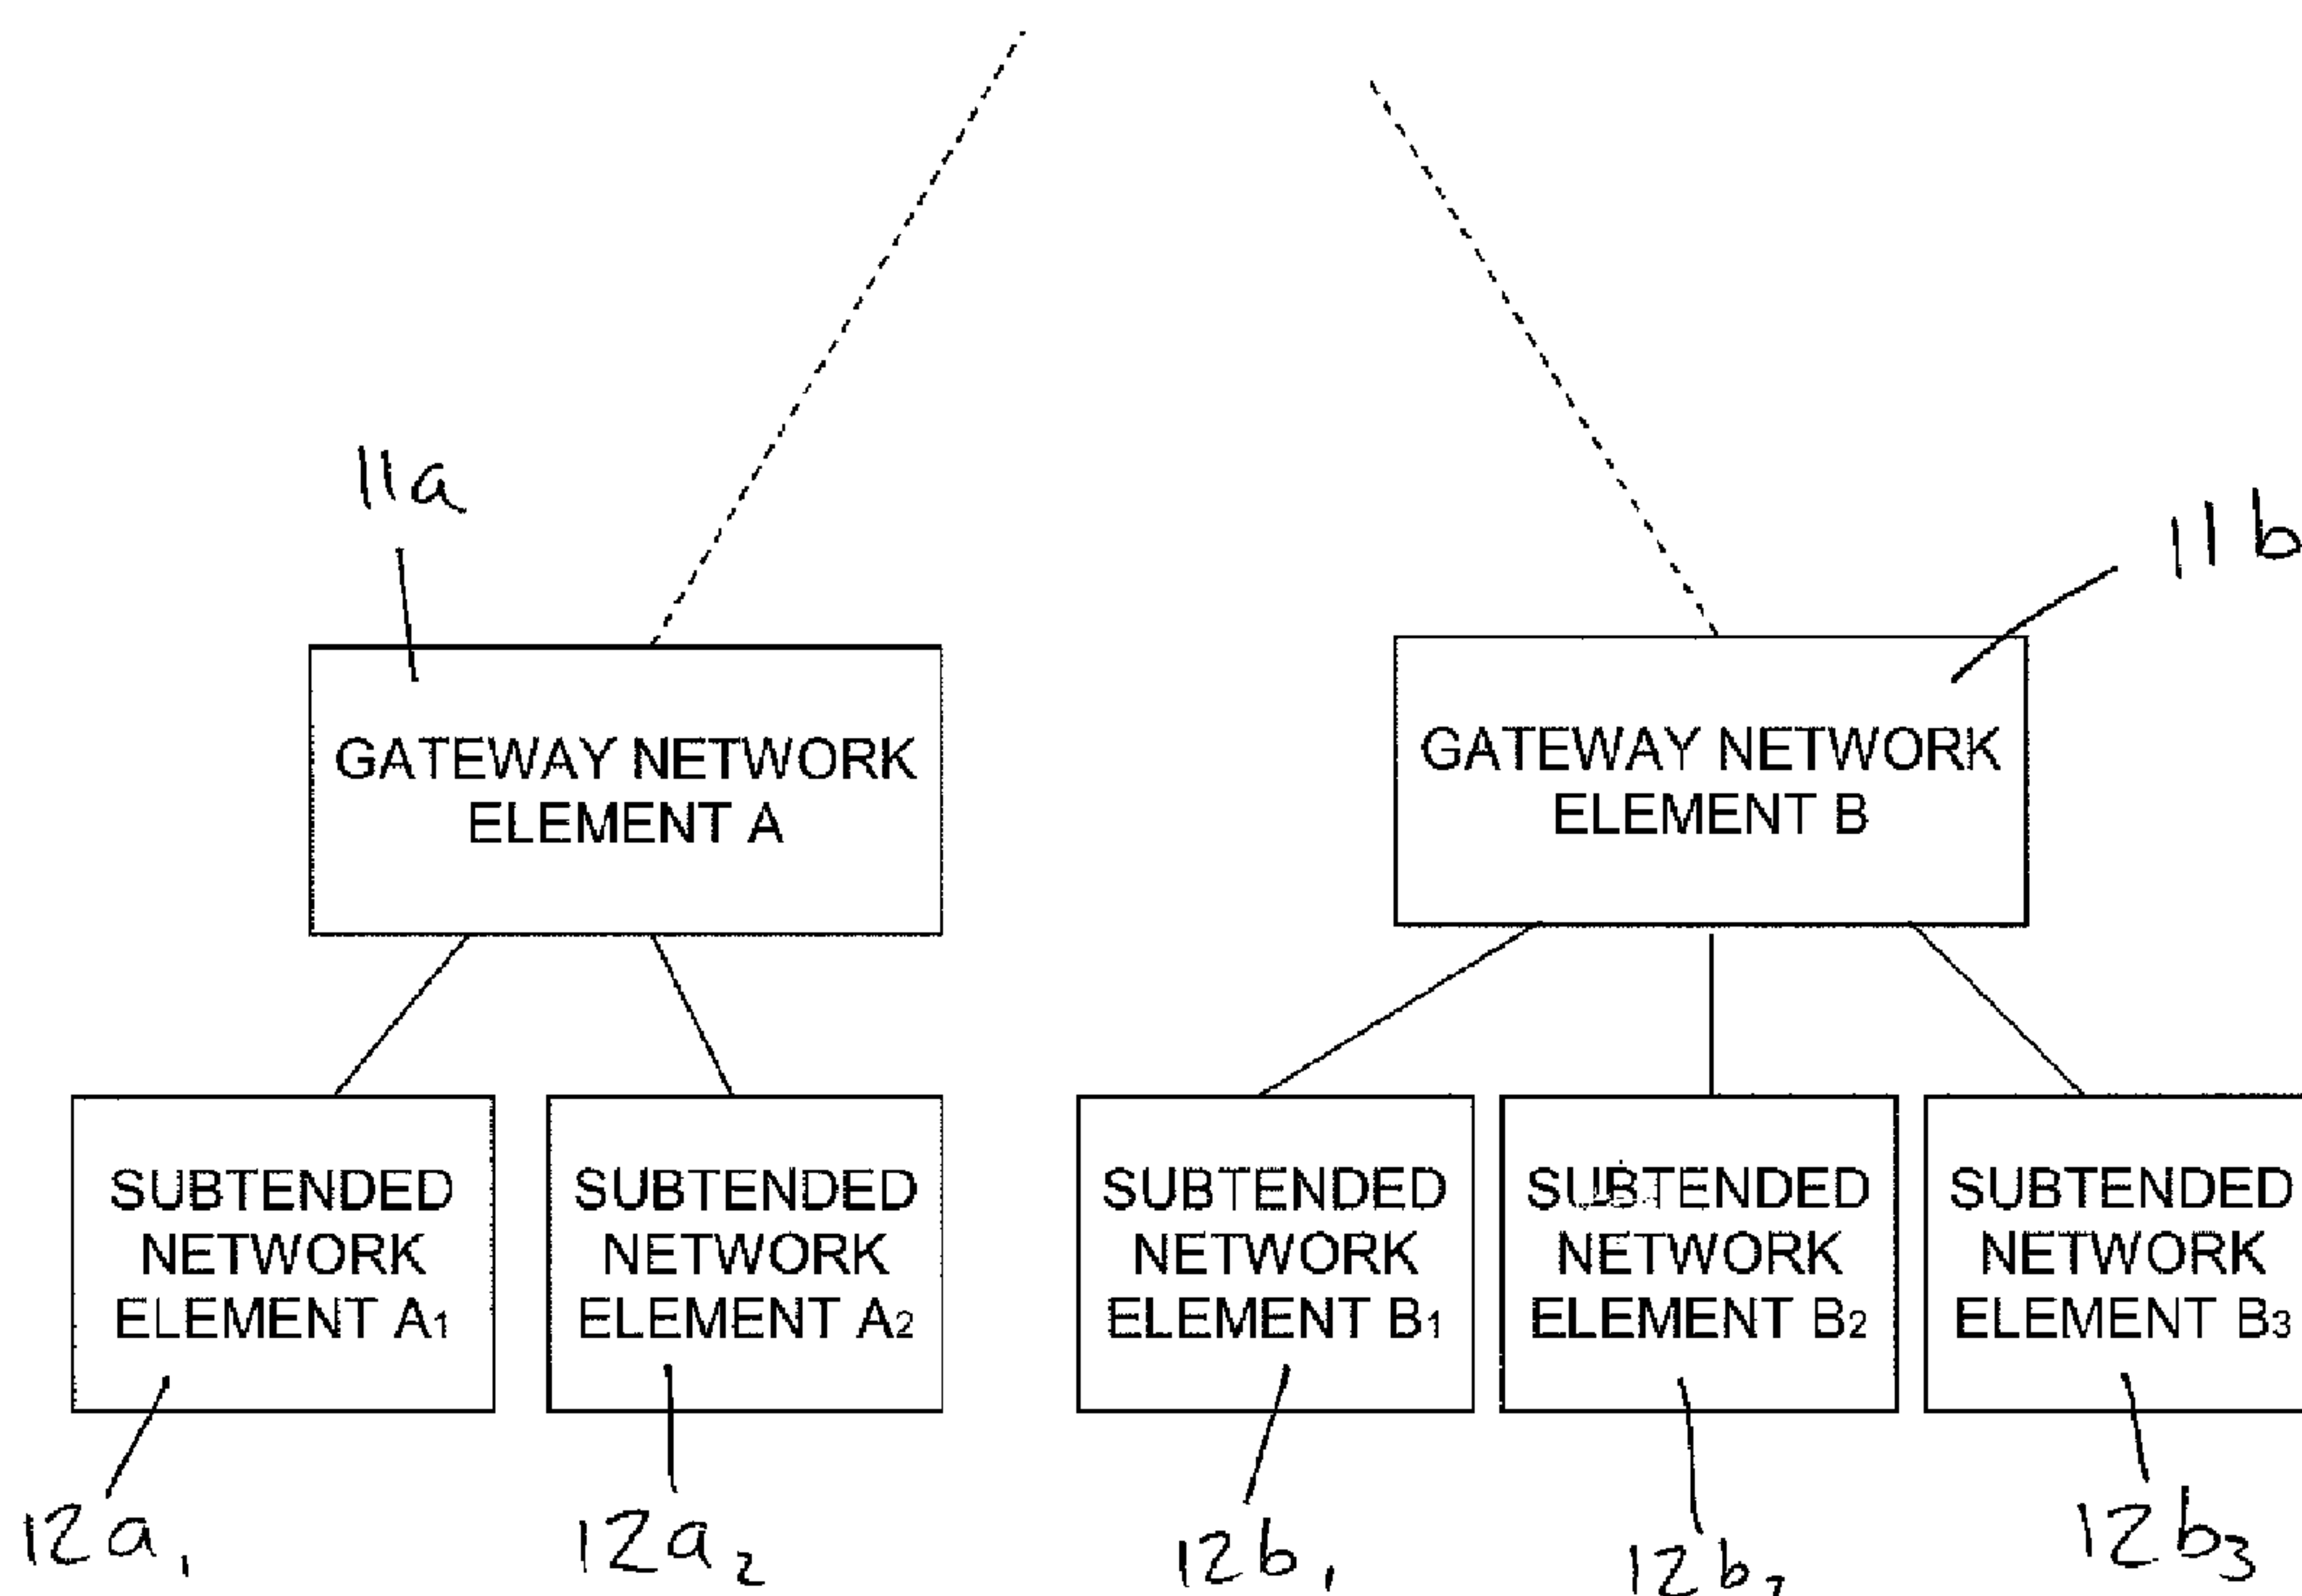 11a
11b
GATEWAY NETWORK
ELEMENT A
GATEWAY NETWORK
ELEMENT B
SUBTENDED
NETWORK
ELEMENT A1
SUBTENDED
NETWORK
ELEMENT A2
SUBTENDED
NETWORK
ELEMENT B1
SUBTENDED
NETWORK
ELEMENT B2
SUBTENDED
NETWORK
ELEMENT B3
12a1
12a2
12b1
12b2
12b3